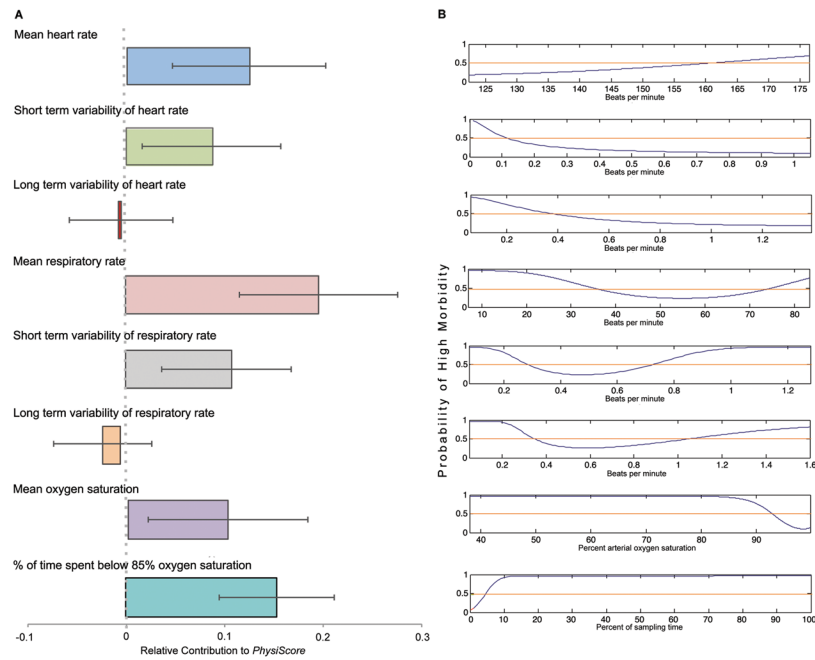 A
Mean heart rate
Short term variability of heart rate
Long term variability of heart rate
Mean respiratory rate
Short term variability of respiratory rate
Long term variability of respiratory rate
Mean oxygen saturation
% of time spent below 85% oxygen saturation
-0.1 0 0.1 0.2 0.3
Relative Contribution to PhysiScore
B
Probability of High Morbidity
1
0.5
0
125 130 135 140 145 150 155 160 165 170 175
Beats per minute
1
0.5
0
0 0.1 0.2 0.3 0.4 0.5 0.6 0.7 0.8 0.9 1
Beats per minute
1
0.5
0
0.2 0.4 0.6 0.8 1 1.2
Beats per minute
1
0.5
0
10 20 30 40 50 60 70 80
Beats per minute
1
0.5
0
0.2 0.4 0.6 0.8 1 1.2
Beats per minute
1
0.5
0
0.2 0.4 0.6 0.8 1 1.2 1.4 1.6
Beats per minute
1
0.5
0
40 50 60 70 80 90
Percent arterial oxygen saturation
1
0.5
0
0 10 20 30 40 50 60 70 80 90 100
Percent of sampling time